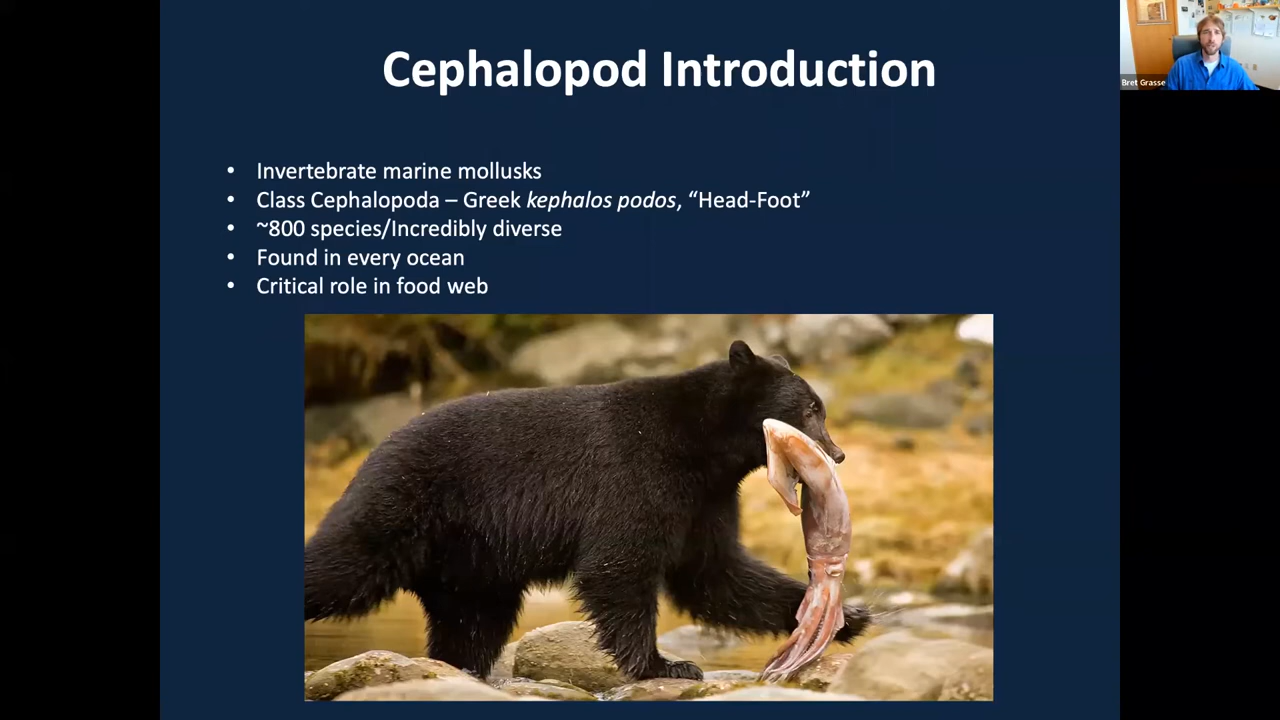 Cephalopod Introduction
• Invertebrate marine mollusks
• Class Cephalopoda – Greek kephalos podos, “Head-Foot”
• ~800 species/Incredibly diverse
• Found in every ocean
• Critical role in food web
Bret Grasse